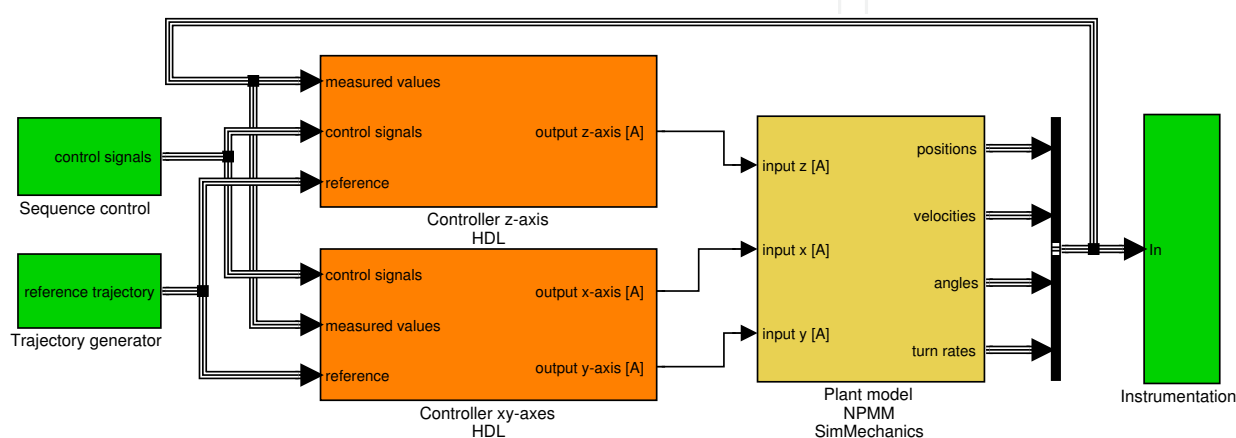 control signals
Sequence control
reference trajectory
Trajectory generator
measured values
control signals
reference
output z-axis [A]
Controller z-axis
HDL
control signals
measured values
reference
output x-axis [A]
output y-axis [A]
Controller xy-axes
HDL
input z [A]
input x [A]
input y [A]
positions
velocities
angles
turn rates
Plant model
NPMM
SimMechanics
In
Instrumentation